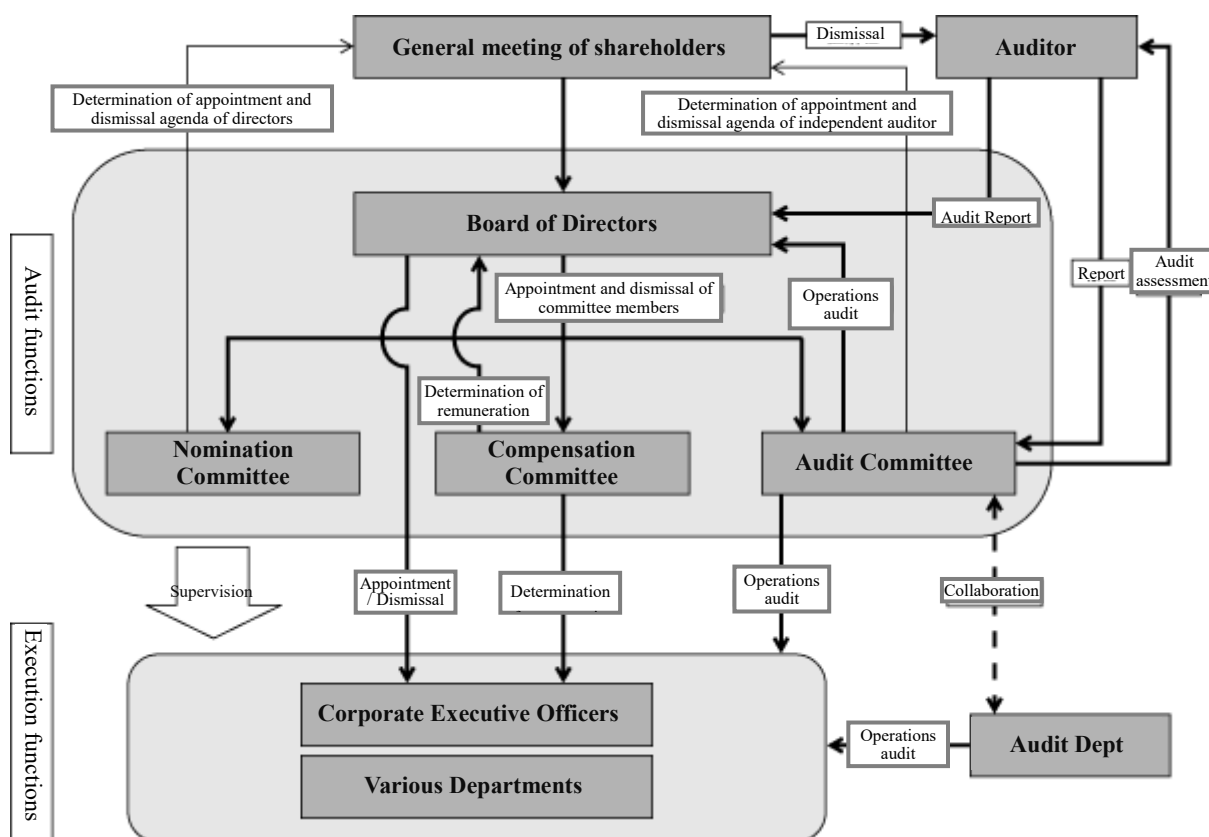 General meeting of shareholders
Dismissal
Auditor
Determination of appointment and
dismissal agenda of directors
Determination of appointment and
dismissal agenda of independent auditor
Board of Directors
Audit Report
Audit functions
Appointment and dismissal of
committee members
Operations
audit
Report
Audit
assessment
Determination of
remuneration
Nomination
Committee
Compensation
Committee
Audit Committee
Supervision
Appointment
/ Dismissal
Determination
Operations
audit
Collaboration
Execution functions
Corporate Executive Officers
Various Departments
Operations
audit
Audit Dept